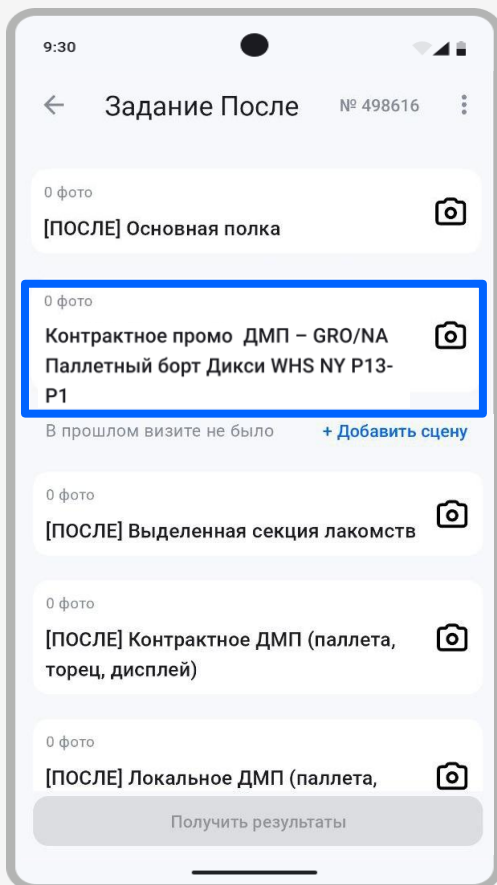 9:30
Задание После № 498616
0 фото
[ПОСЛЕ] Основная полка
0 фото
Контрактное промо ДМП – GRO/NA
Паллетный борт Дикси WHS NY P13-
P1
В прошлом визите не было + Добавить сцену
0 фото
[ПОСЛЕ] Выделенная секция лакомств
0 фото
[ПОСЛЕ] Контрактное ДМП (паллета,
торец, дисплей)
0 фото
[ПОСЛЕ] Локальное ДМП (паллета,
Получить результаты